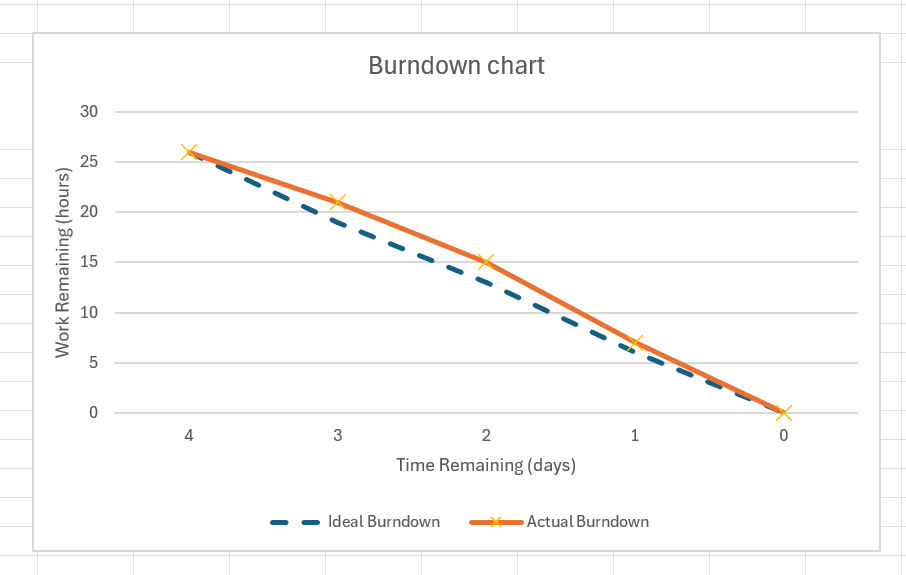 Burndown chart
30
25
20
15
10
5
0
Work Remaining (hours)
4 3 2 1 0
Time Remaining (days)
Ideal Burndown Actual Burndown